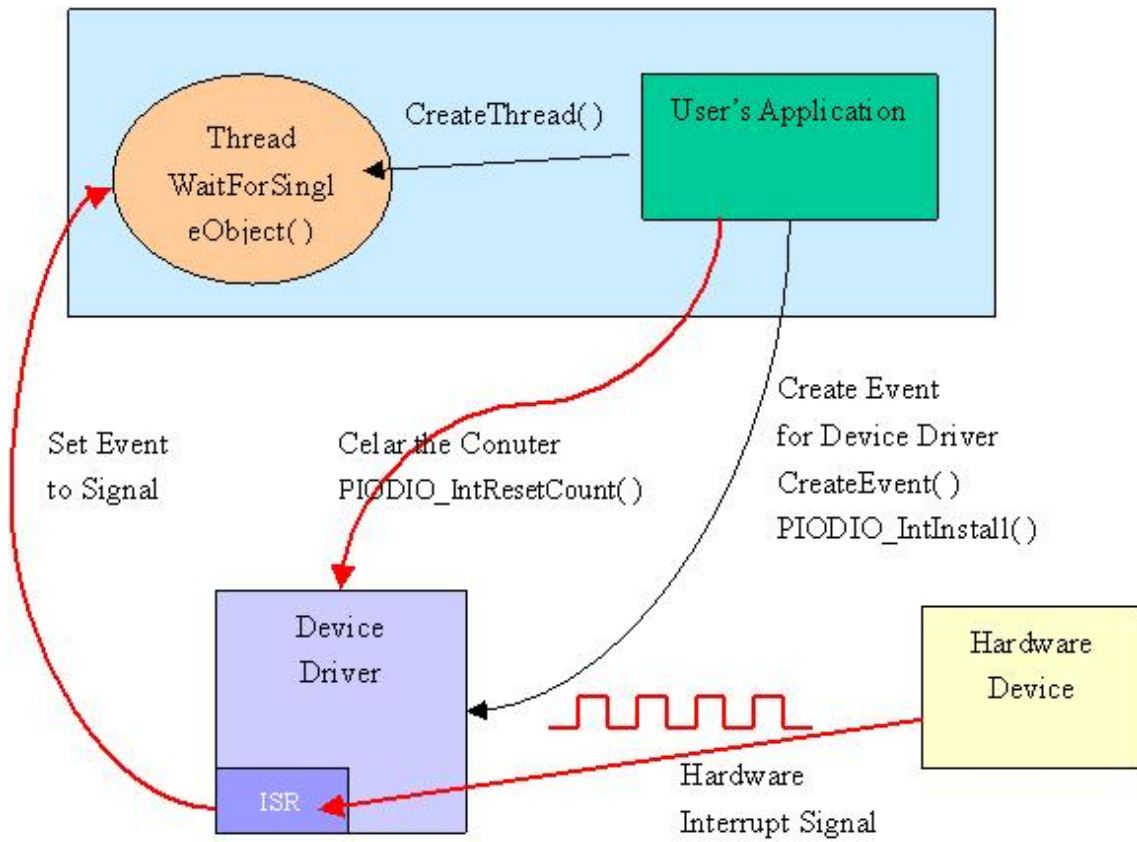 Thread
WaitForSingl
eObject()
CreateThread()
User's Application
Set Event
to Signal
Celar the Conuter
PIODIO_IntResetCount()
Create Event
for Device Driver
CreateEvent()
PIODIO_IntInstall()
Device
Driver
ISR
Hardware
Device
Hardware
Interrupt Signal